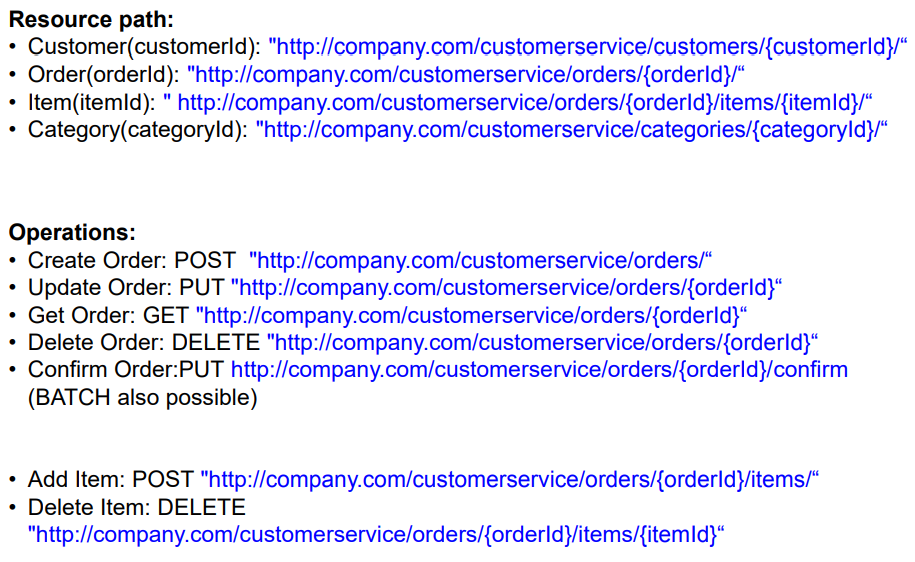 Resource path:
• Customer(customerId): "http://company.com/customerservice/customers/{customerId}/“
• Order(orderId): "http://company.com/customerservice/orders/{orderId}/“
• Item(itemId): " http://company.com/customerservice/orders/{orderId}/items/{itemId}/“
• Category(categoryId): "http://company.com/customerservice/categories/{categoryId}/“
Operations:
• Create Order: POST "http://company.com/customerservice/orders/“
• Update Order: PUT "http://company.com/customerservice/orders/{orderId}“
• Get Order: GET "http://company.com/customerservice/orders/{orderId}“
• Delete Order: DELETE "http://company.com/customerservice/orders/{orderId}“
• Confirm Order:PUT http://company.com/customerservice/orders/{orderId}/confirm
(BATCH also possible)
• Add Item: POST "http://company.com/customerservice/orders/{orderId}/items/“
• Delete Item: DELETE
"http://company.com/customerservice/orders/{orderId}/items/{itemId}“